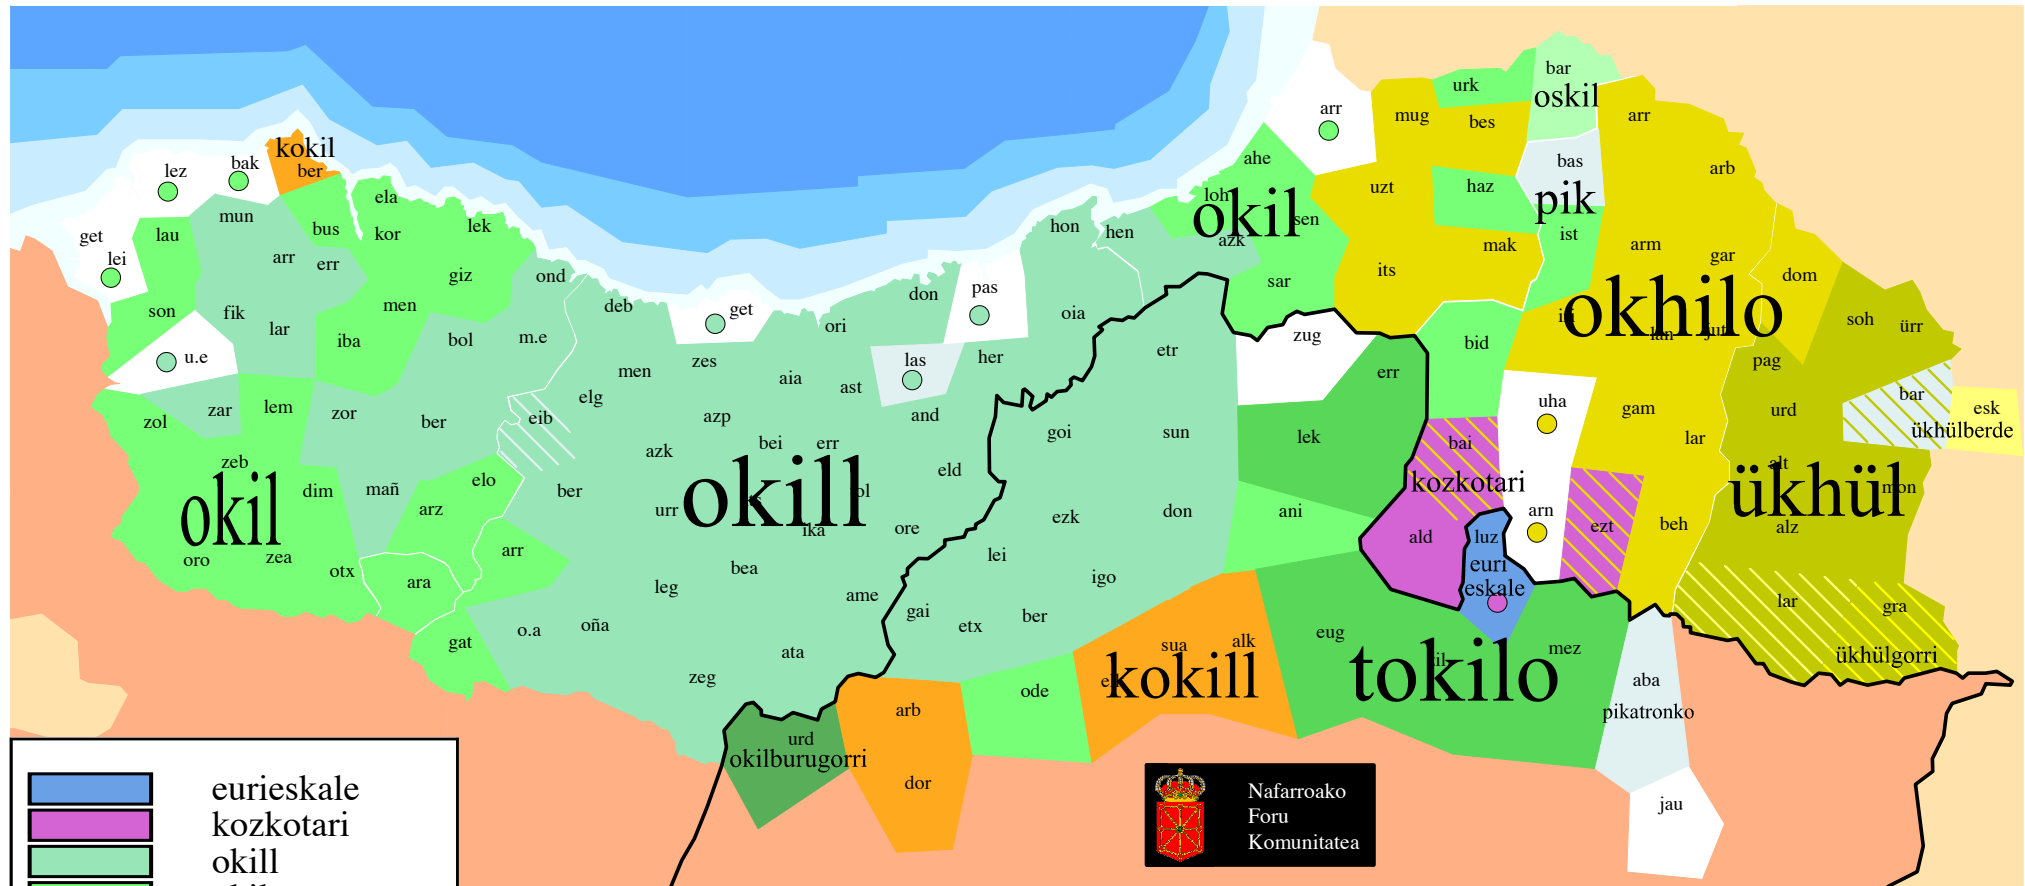 kokil
ber
lez
bak
get
lei
lau
mun
arr
err
bus
ela
kor
lek
giz
men
son
fik
lar
iba
u.e
bol
ond
m.e
zol
zar
lem
zor
ber
zeb
dim
mañ
elo
arz
okil
oro
zea
otx
ara
arr
gat
eib
deb
get
ori
don
pas
hon
hen
oia
men
zes
aia
ast
las
her
elg
azp
and
azk
bei
err
eld
ber
urr
okill
ika
ore
bea
leg
ame
o.a
oña
ata
zeg
etr
goi
sun
ezk
don
lei
igo
gai
etx
ber
arr
ahe
loh
okil
sen
azk
sar
mug
urk
bes
uzt
haz
its
mak
bar
oskil
bas
pik
ist
arr
arb
arm
gar
okhilo
dom
soh
ürr
zug
err
bid
lek
ani
uha
gam
lar
bai
kozkotari
ald
luz
euri
eskale
arn
ezt
beh
pag
urd
bar
esk
ükhülberde
alt
ükhül
mon
alz
lar
gra
ükhülgorri
eug
tokilo
mez
aba
pikatronko
jau
sua
alk
kokill
ode
arb
dor
urd
okilburugorri
Nafarroako
Foru
Komunitatea
eurieskale
kozkotari
okill